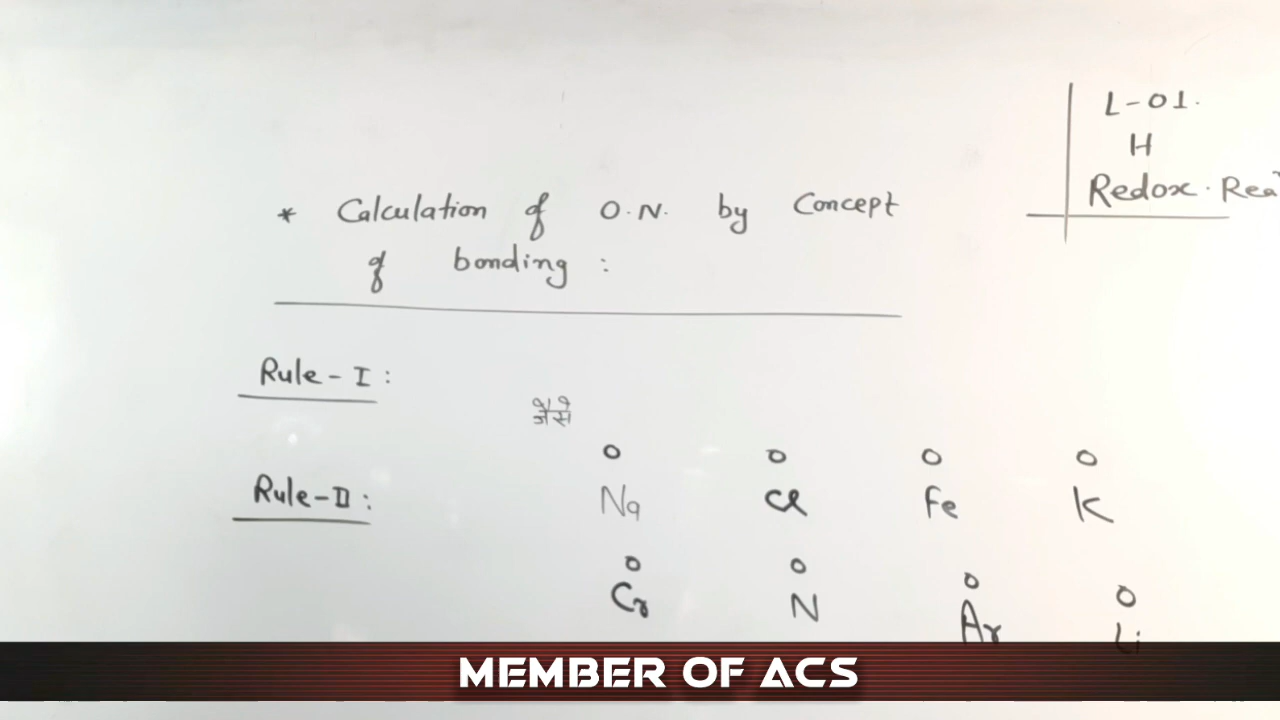 L-01.
H
Redox. Rea
* Calculation of O.N. by Concept
of bonding :
Rule-I :
जैसे
0 0 0 0
Na Cl Fe K
Rule-II :
0 0 0 0
Cr N Ar Li
MEMBER OF ACS